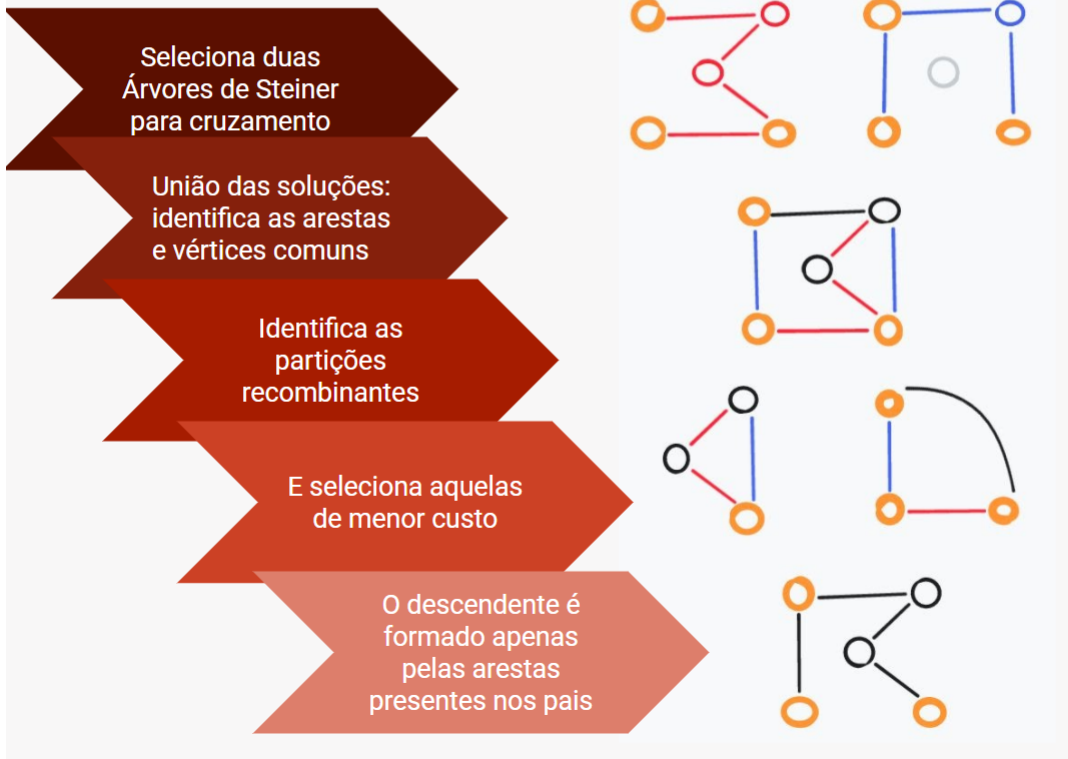 Seleciona duas
Árvores de Steiner
para cruzamento
União das soluções:
identifica as arestas
e vértices comuns
Identifica as
partições
recombinantes
E seleciona aquelas
de menor custo
O descendente é
formado apenas
pelas arestas
presentes nos pais